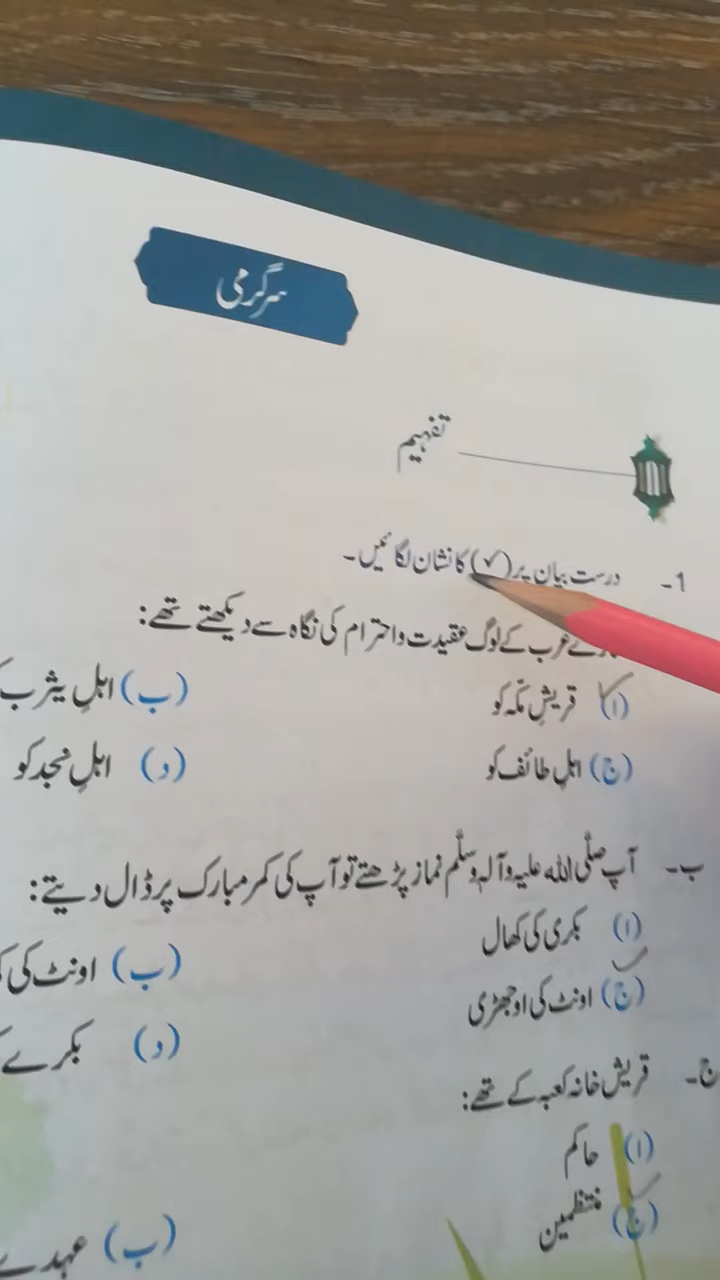 سرگرمی
تفہیم
1۔ درست بیان پر (✓) کا نشان لگائیں۔
عرب کے لوگ عقیدت و احترام کی نگاہ سے دیکھتے تھے:
(ا) قریشِ مکّہ کو (ب) اہلِ یثرب
(ج) اہلِ طائف کو (د) اہلِ نجد کو
ب۔ آپ صلّی اللہ علیہ وآلہٖ وسلّم نماز پڑھتے تو آپ کی کمر مبارک پر ڈال دیتے:
(ا) بکری کی کھال (ب) اونٹ کی
(ج) اونٹ کی اوجھڑی (د) بکرے
ج۔ قریش خانہ کعبہ کے تھے:
(ا) حاکم
(ج) منتظمین (ب) عہدے